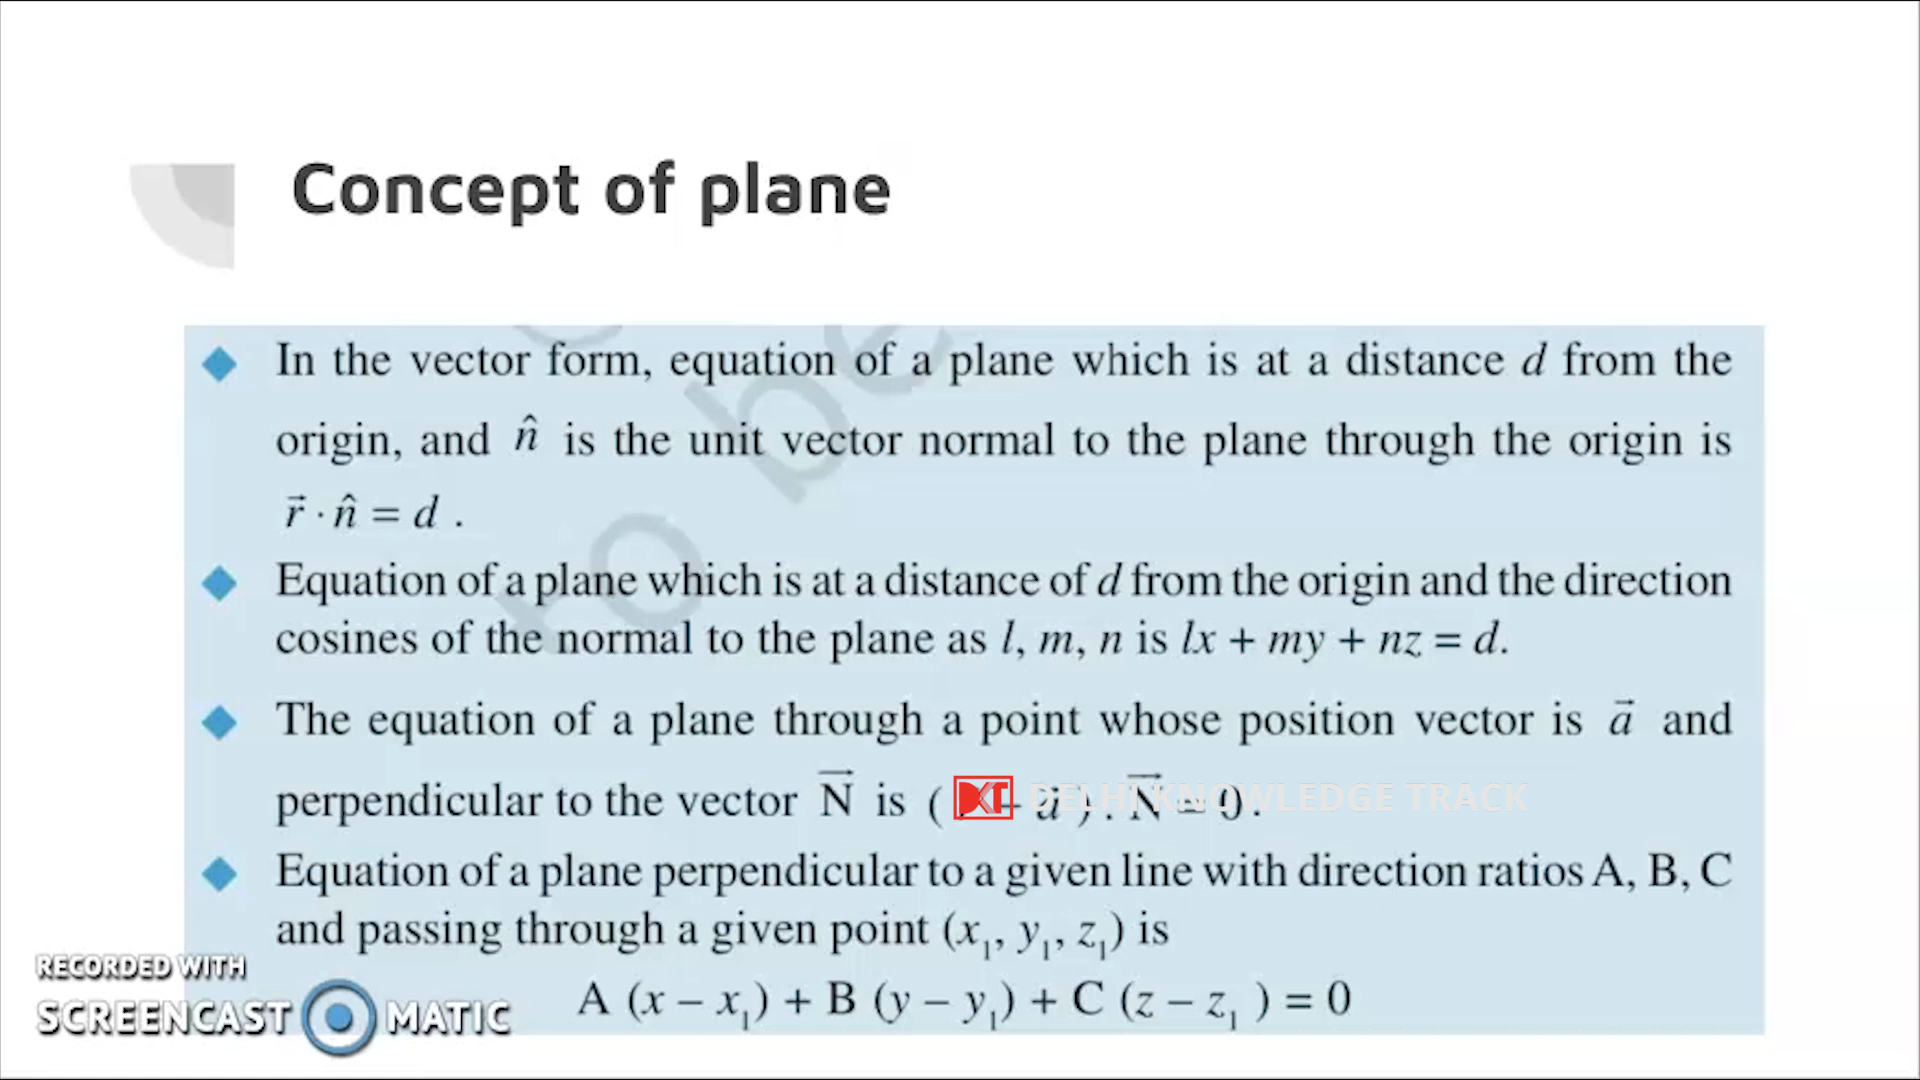 Concept of plane
In the vector form, equation of a plane which is at a distance d from the
origin, and n̂ is the unit vector normal to the plane through the origin is
r⃗ · n̂ = d .
Equation of a plane which is at a distance of d from the origin and the direction
cosines of the normal to the plane as l, m, n is lx + my + nz = d.
The equation of a plane through a point whose position vector is a⃗ and
perpendicular to the vector N⃗ is ( – a⃗ ) . N⃗ = 0 .
DELHI KNOWLEDGE TRACK
Equation of a plane perpendicular to a given line with direction ratios A, B, C
and passing through a given point (x₁, y₁, z₁) is
A (x – x₁) + B (y – y₁) + C (z – z₁ ) = 0
RECORDED WITH
SCREENCAST MATIC
to be